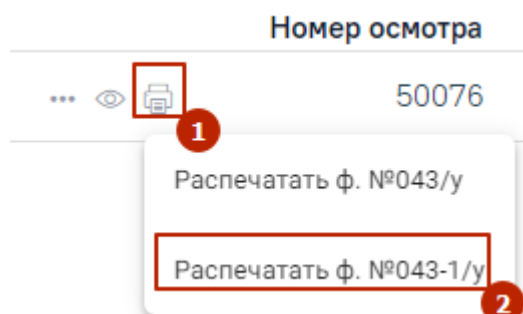 Номер осмотра
50076
1
Распечатать ф. №043/у
Распечатать ф. №043-1/у
2